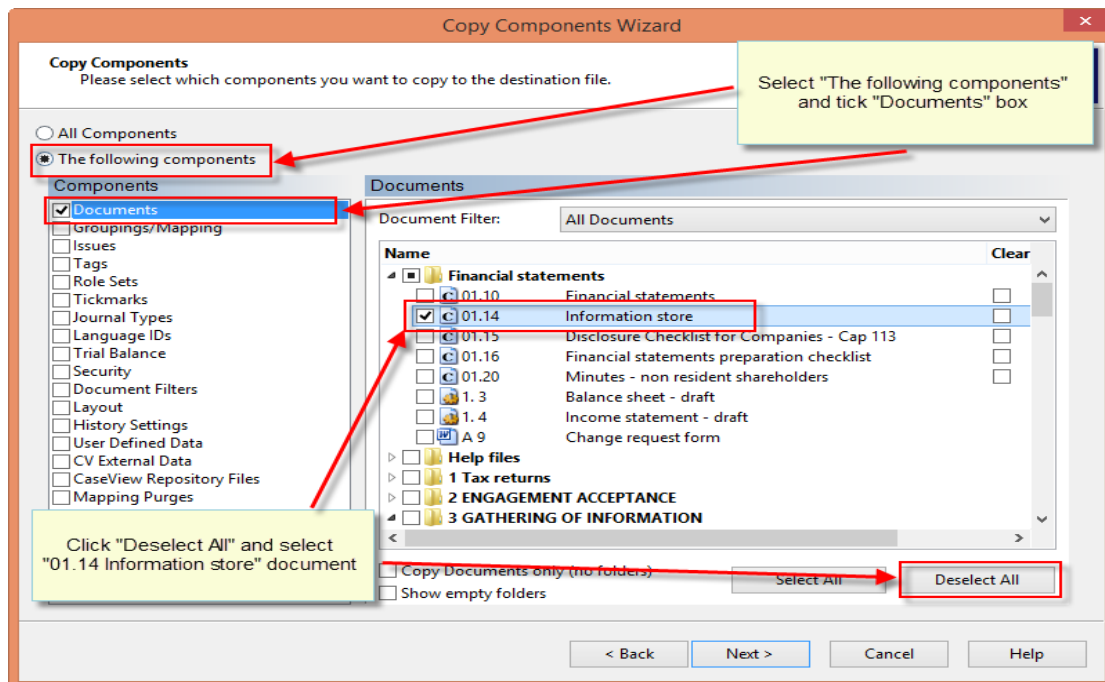 Copy Components Wizard
Copy Components
Please select which components you want to copy to the destination file.
Select "The following components"
and tick "Documents" box
All Components
The following components
Components
Documents
Groupings/Mapping
Issues
Tags
Role Sets
Tickmarks
Journal Types
Language IDs
Trial Balance
Security
Document Filters
Layout
History Settings
User Defined Data
CV External Data
CaseView Repository Files
Mapping Purges
Documents
Document Filter: All Documents
Name Clear
Financial statements
01.10 Financial statements
01.14 Information store
01.15 Disclosure Checklist for Companies - Cap 113
01.16 Financial statements preparation checklist
01.20 Minutes - non resident shareholders
1. 3 Balance sheet - draft
1. 4 Income statement - draft
A 9 Change request form
Help files
1 Tax returns
2 ENGAGEMENT ACCEPTANCE
3 GATHERING OF INFORMATION
Click "Deselect All" and select
"01.14 Information store" document
Copy Documents only (no folders)
Show empty folders
Select All
Deselect All
< Back
Next >
Cancel
Help